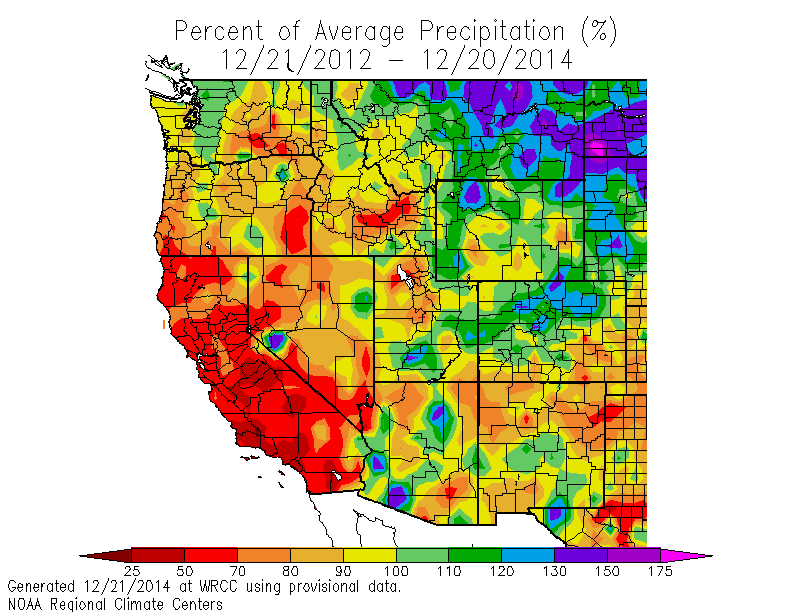 Percent of Average Precipitation (%)
12/21/2012 – 12/20/2014
25 50 70 80 90 100 110 120 130 150 175
Generated 12/21/2014 at WRCC using provisional data.
NOAA Regional Climate Centers